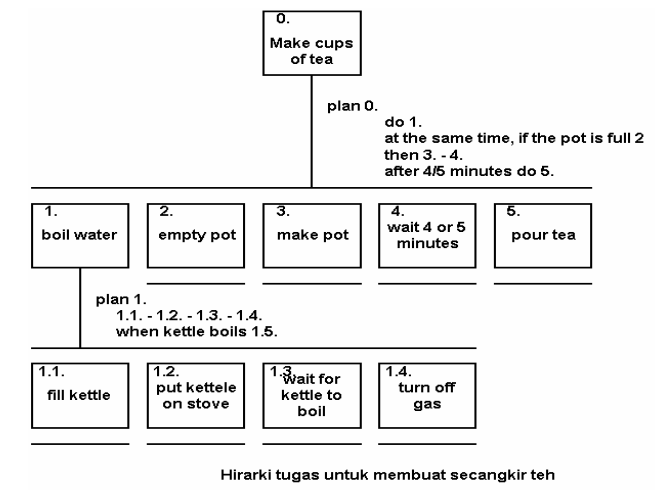 0.
Make cups
of tea
plan 0.
do 1.
at the same time, if the pot is full 2
then 3. - 4.
after 4/5 minutes do 5.
1.
boil water
2.
empty pot
3.
make pot
4.
wait 4 or 5
minutes
5.
pour tea
plan 1.
1.1. - 1.2. - 1.3. - 1.4.
when kettle boils 1.5.
1.1.
fill kettle
1.2.
put kettele
on stove
1.3.
wait for
kettle to
boil
1.4.
turn off
gas
Hirarki tugas untuk membuat secangkir teh